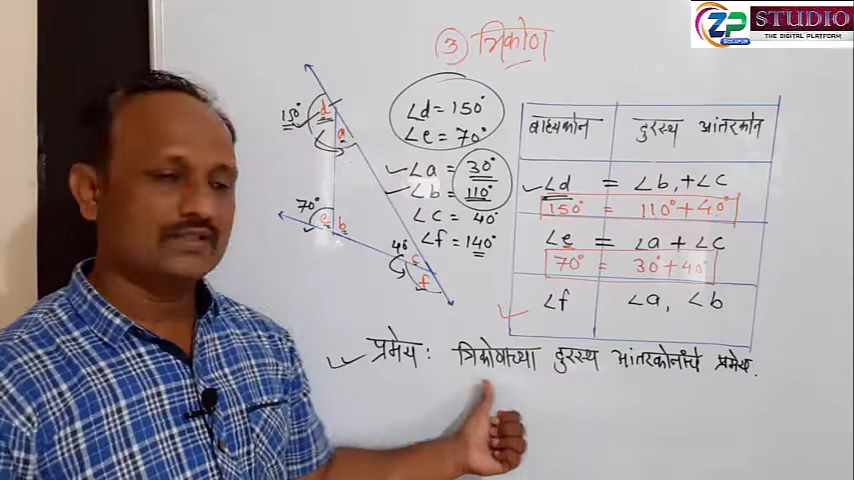 ZP STUDIO
SOLAPUR THE DIGITAL PLATFORM
③ त्रिकोण
150° d
a
70° e b
40° c
f
∠d = 150°
∠e = 70°
∠a = 30°
∠b = 110°
∠c = 40°
∠f = 140°
बाह्यकोन दुरस्थ आंतरकोन
∠d = ∠b, + ∠c
150° = 110° + 40°
∠e = ∠a + ∠c
70° = 30° + 40°
∠f ∠a, ∠b
प्रमेय : त्रिकोणाच्या दुरस्थ आंतरकोनांचे प्रमेय.